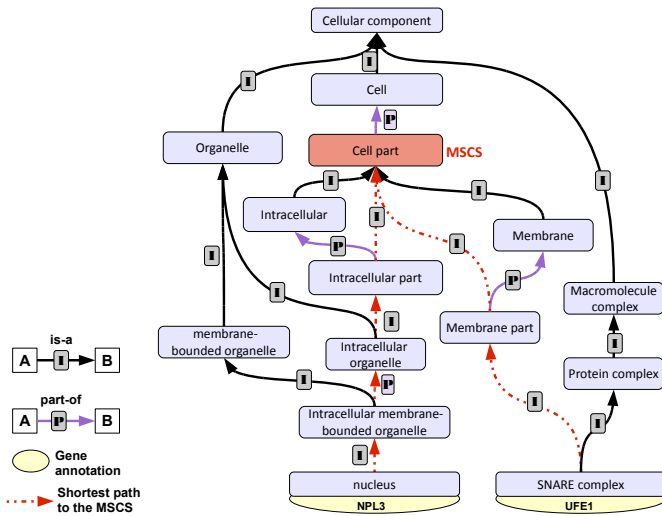 Cellular component
I
I
Cell
P
Organelle
Cell part
MSCS
I
I
I
Intracellular
I
Membrane
I
I
P
Intracellular part
P
Macromolecule
complex
I
I
Membrane part
I
is-a
A
I
B
membrane-
bounded organelle
Intracellular
organelle
Protein complex
I
P
I
part-of
A
P
B
Intracellular membrane-
bounded organelle
I
I
Gene
annotation
nucleus
SNARE complex
Shortest path
to the MSCS
NPL3
UFE1